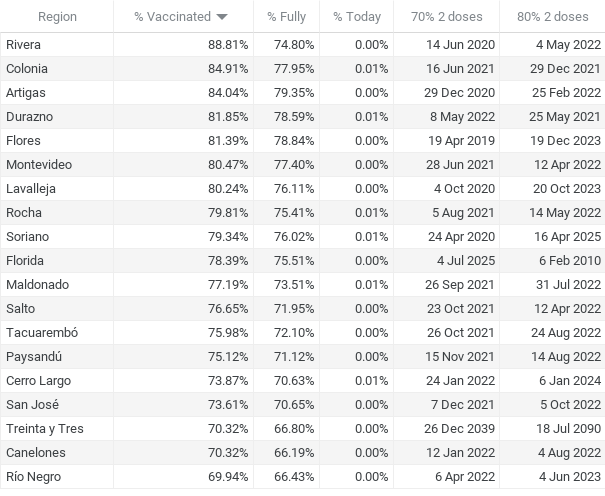 Region % Vaccinated % Fully % Today 70% 2 doses 80% 2 doses
Rivera 88.81% 74.80% 0.00% 14 Jun 2020 4 May 2022
Colonia 84.91% 77.95% 0.01% 16 Jun 2021 29 Dec 2021
Artigas 84.04% 79.35% 0.00% 29 Dec 2020 25 Feb 2022
Durazno 81.85% 78.59% 0.01% 8 May 2022 25 May 2021
Flores 81.39% 78.84% 0.00% 19 Apr 2019 19 Dec 2023
Montevideo 80.47% 77.40% 0.00% 28 Jun 2021 12 Apr 2022
Lavalleja 80.24% 76.11% 0.00% 4 Oct 2020 20 Oct 2023
Rocha 79.81% 75.41% 0.01% 5 Aug 2021 14 May 2022
Soriano 79.34% 76.02% 0.01% 24 Apr 2020 16 Apr 2025
Florida 78.39% 75.51% 0.00% 4 Jul 2025 6 Feb 2010
Maldonado 77.19% 73.51% 0.01% 26 Sep 2021 31 Jul 2022
Salto 76.65% 71.95% 0.00% 23 Oct 2021 12 Apr 2022
Tacuarembó 75.98% 72.10% 0.00% 26 Oct 2021 24 Aug 2022
Paysandú 75.12% 71.12% 0.00% 15 Nov 2021 14 Aug 2022
Cerro Largo 73.87% 70.63% 0.01% 24 Jan 2022 6 Jan 2024
San José 73.61% 70.65% 0.00% 7 Dec 2021 5 Oct 2022
Treinta y Tres 70.32% 66.80% 0.00% 26 Dec 2039 18 Jul 2090
Canelones 70.32% 66.19% 0.00% 12 Jan 2022 4 Aug 2022
Río Negro 69.94% 66.43% 0.00% 6 Apr 2022 4 Jun 2023